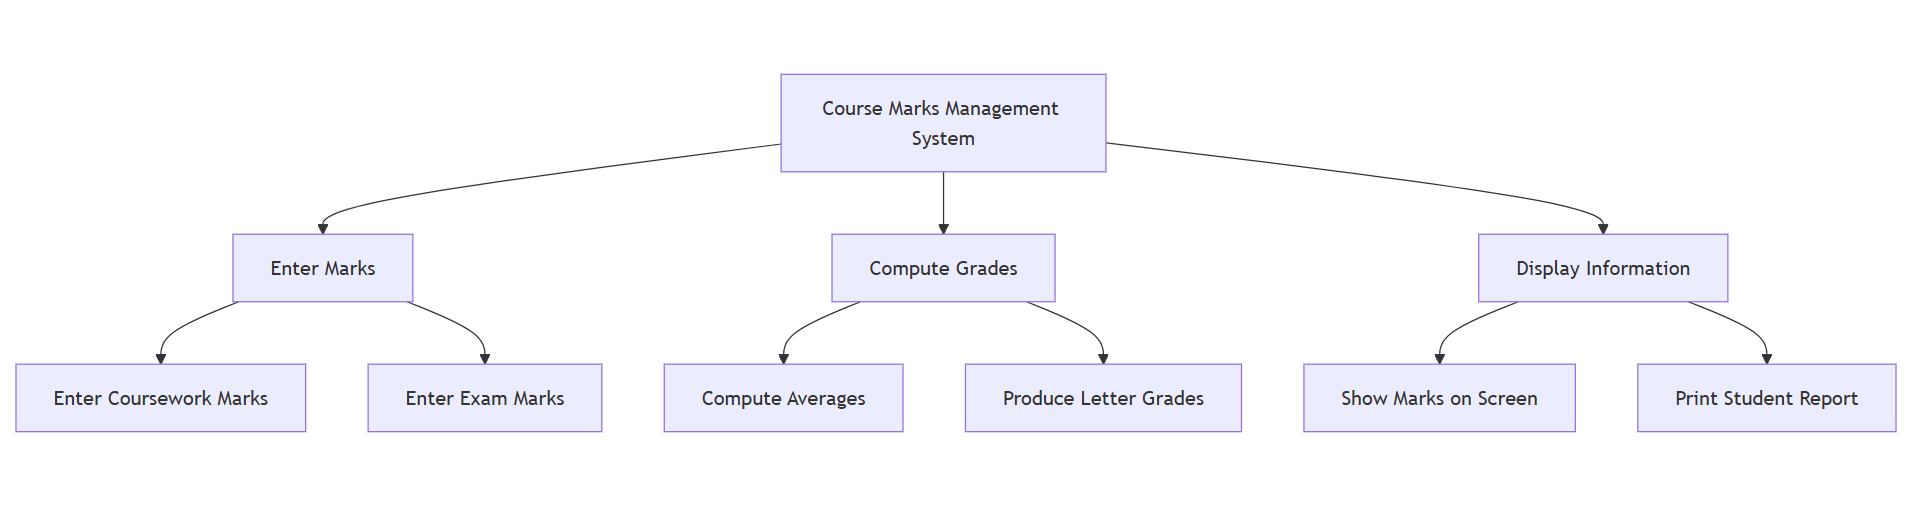 Course Marks Management
System
Enter Marks
Compute Grades
Display Information
Enter Coursework Marks
Enter Exam Marks
Compute Averages
Produce Letter Grades
Show Marks on Screen
Print Student Report